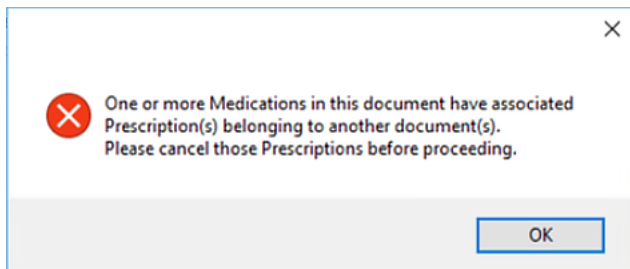 One or more Medications in this document have associated
Prescription(s) belonging to another document(s).
Please cancel those Prescriptions before proceeding.
OK